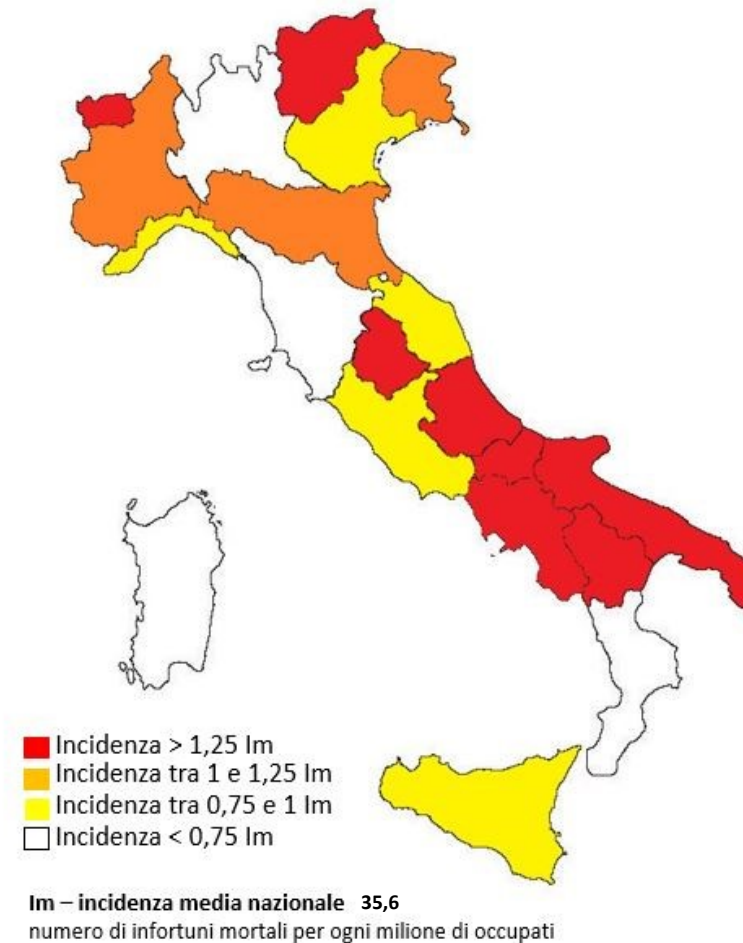 Incidenza > 1,25 Im
Incidenza tra 1 e 1,25 Im
Incidenza tra 0,75 e 1 Im
Incidenza < 0,75 Im
Im – incidenza media nazionale 35,6
numero di infortuni mortali per ogni milione di occupati